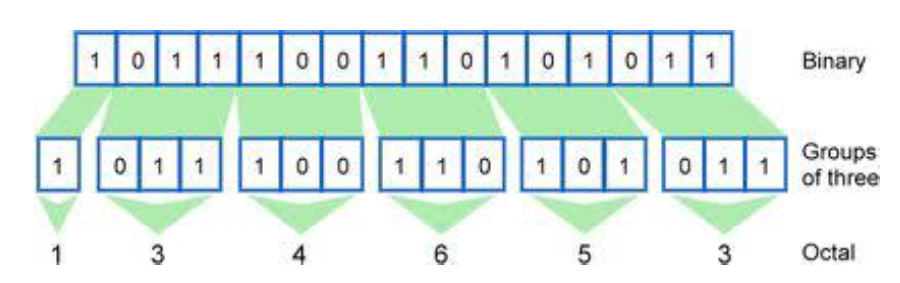 1 0 1 1 1 1 0 0 1 1 0 1 0 1 0 1 1 Binary
1 0 1 1 1 0 0 1 1 0 1 0 1 0 1 1 Groups of three
1 3 4 6 5 3 Octal